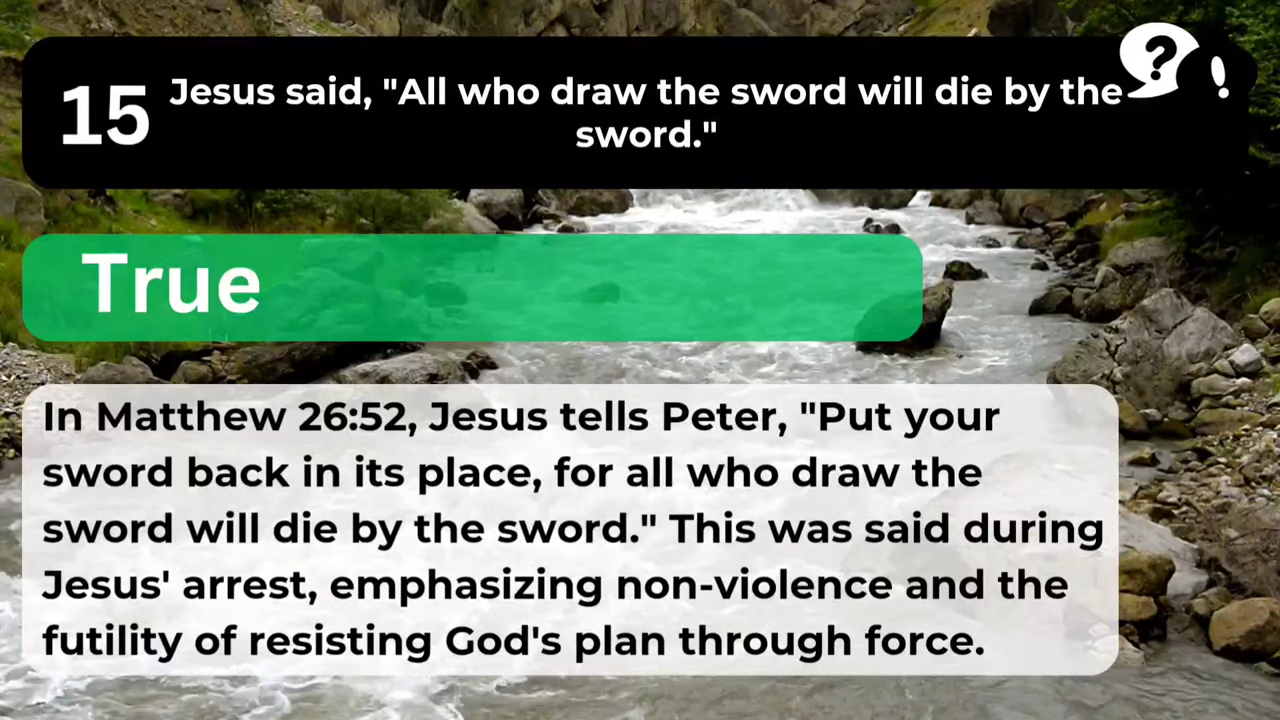 15
Jesus said, "All who draw the sword will die by the
sword."
?
!
True
In Matthew 26:52, Jesus tells Peter, "Put your
sword back in its place, for all who draw the
sword will die by the sword." This was said during
Jesus' arrest, emphasizing non-violence and the
futility of resisting God's plan through force.